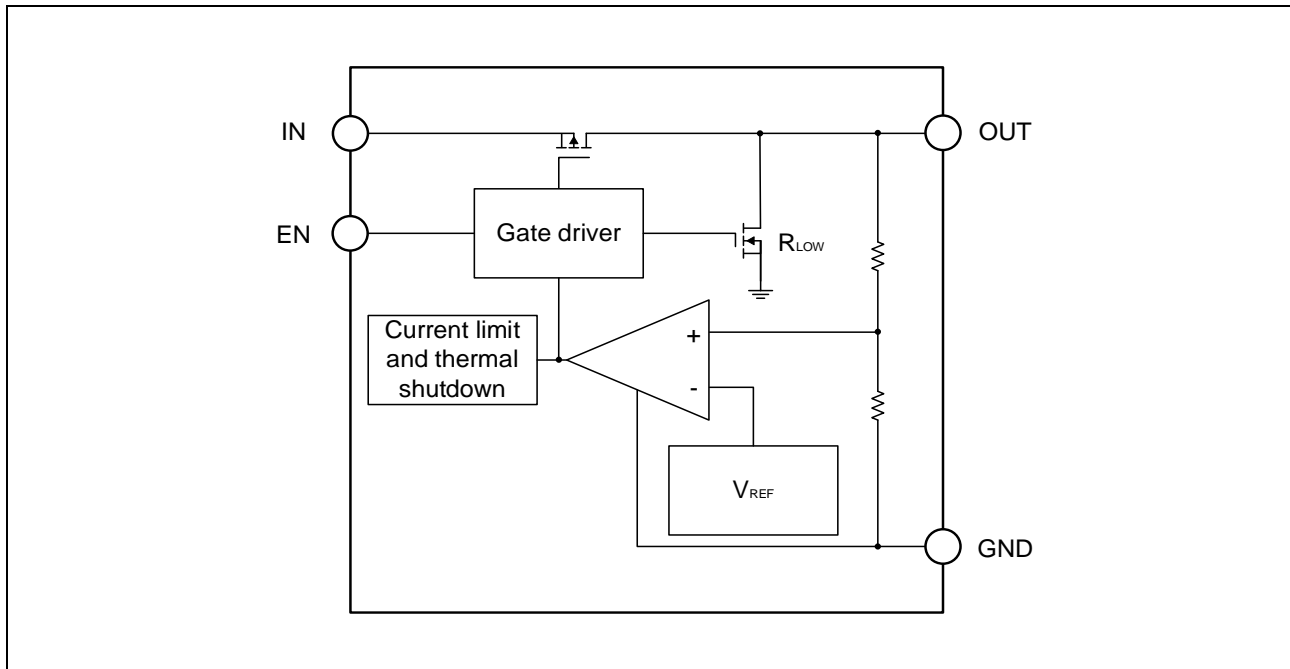 IN
OUT
EN
Gate driver
RLOW
Current limit
and thermal
shutdown
+
-
VREF
GND